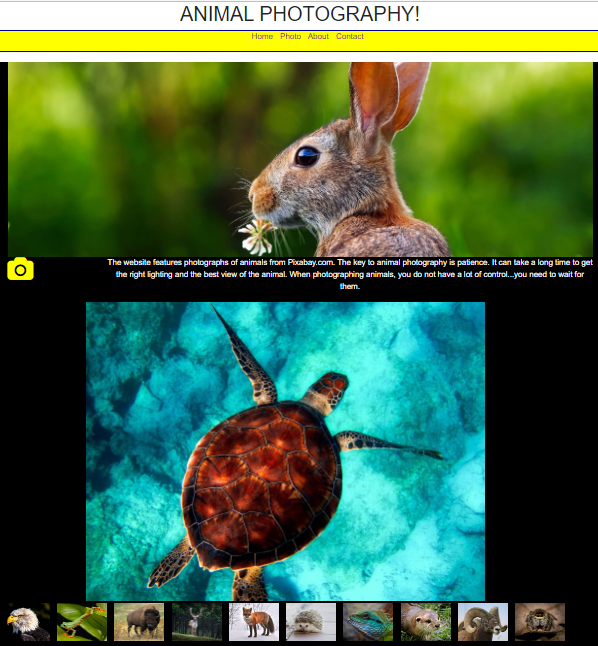 ANIMAL PHOTOGRAPHY!
Home Photo About Contact
The website features photographs of animals from Pixabay.com. The key to animal photography is patience. It can take a long time to get
the right lighting and the best view of the animal. When photographing animals, you do not have a lot of control...you need to wait for
them.